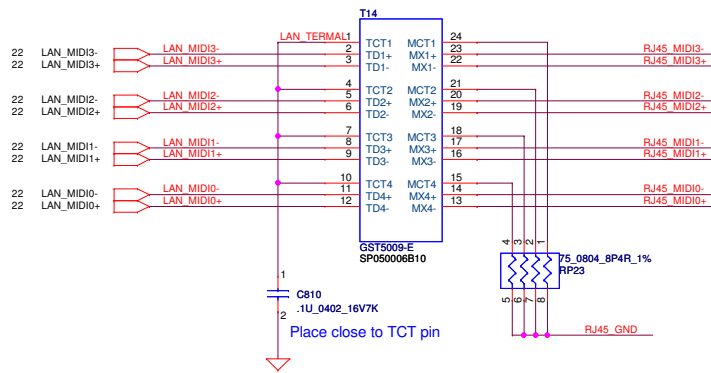 T14
LAN_TERMAL 1 TCT1 MCT1 24
22 LAN_MIDI3- LAN_MIDI3- 2 TD1+ MX1+ 23 RJ45_MIDI3-
22 LAN_MIDI3+ LAN_MIDI3+ 3 TD1- MX1- 22 RJ45_MIDI3+
4 TCT2 MCT2 21
22 LAN_MIDI2- LAN_MIDI2- 5 TD2+ MX2+ 20 RJ45_MIDI2-
22 LAN_MIDI2+ LAN_MIDI2+ 6 TD2- MX2- 19 RJ45_MIDI2+
7 TCT3 MCT3 18
22 LAN_MIDI1- LAN_MIDI1- 8 TD3+ MX3+ 17 RJ45_MIDI1-
22 LAN_MIDI1+ LAN_MIDI1+ 9 TD3- MX3- 16 RJ45_MIDI1+
10 TCT4 MCT4 15
22 LAN_MIDI0- LAN_MIDI0- 11 TD4+ MX4+ 14 RJ45_MIDI0-
22 LAN_MIDI0+ LAN_MIDI0+ 12 TD4- MX4- 13 RJ45_MIDI0+
GST5009-E
SP050006B10
4 3 2 1
75_0804_8P4R_1%
RP23
5 6 7 8
1
C810
.1U_0402_16V7K
2
Place close to TCT pin
RJ45_GND